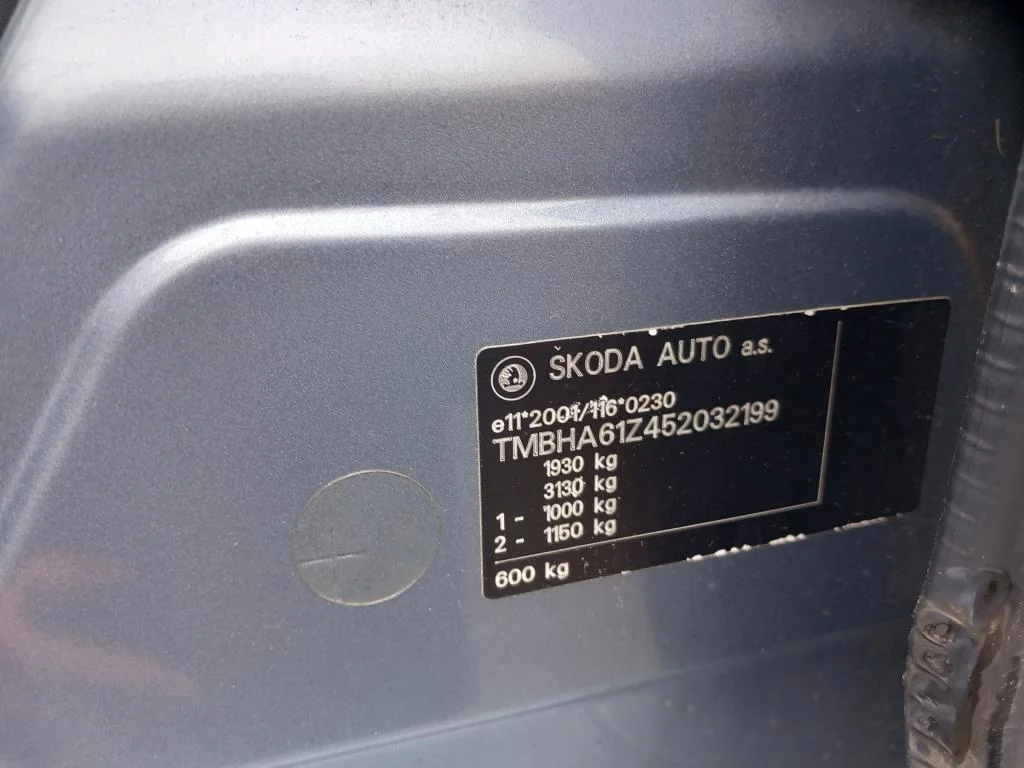 ŠKODA AUTO a.s.
e11*2001/116*0230
TMBHA61Z452032199
1930 kg
3130 kg
1 - 1000 kg
2 - 1150 kg
600 kg